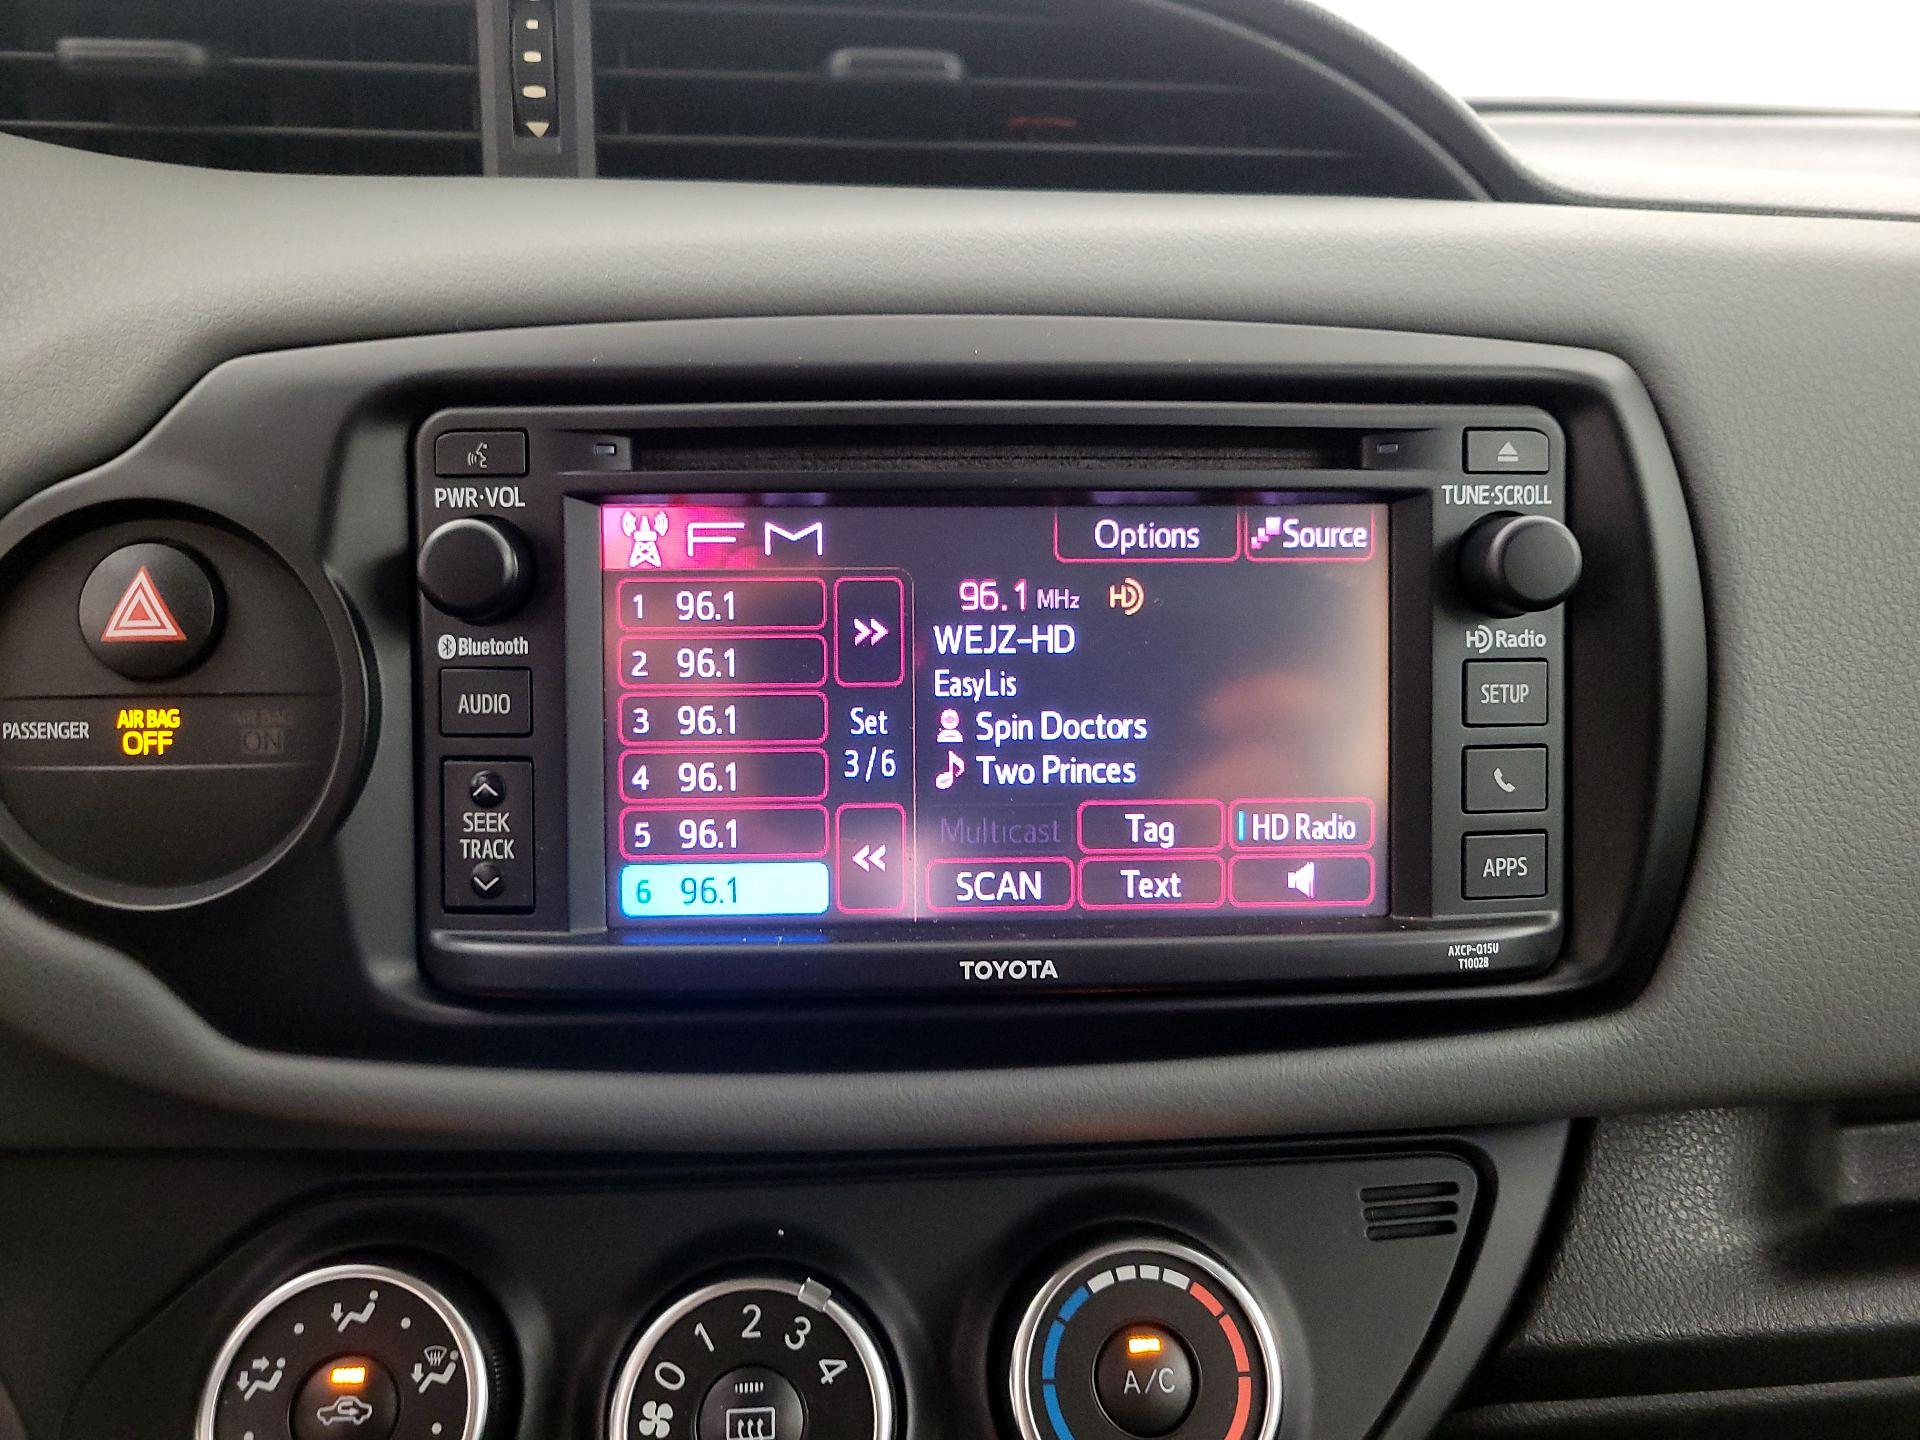 PWR·VOL
TUNE·SCROLL
FM
Options
Source
1 96.1
2 96.1
3 96.1
4 96.1
5 96.1
6 96.1
Set
3/6
96.1 MHz HD
WEJZ-HD
EasyLis
Spin Doctors
Two Princes
Multicast
Tag
HD Radio
SCAN
Text
Bluetooth
AUDIO
SEEK
TRACK
HD Radio
SETUP
APPS
PASSENGER
AIR BAG
OFF
AIR BAG
ON
TOYOTA
AXCP-Q15U
T1002B
0 1 2 3 4
A/C